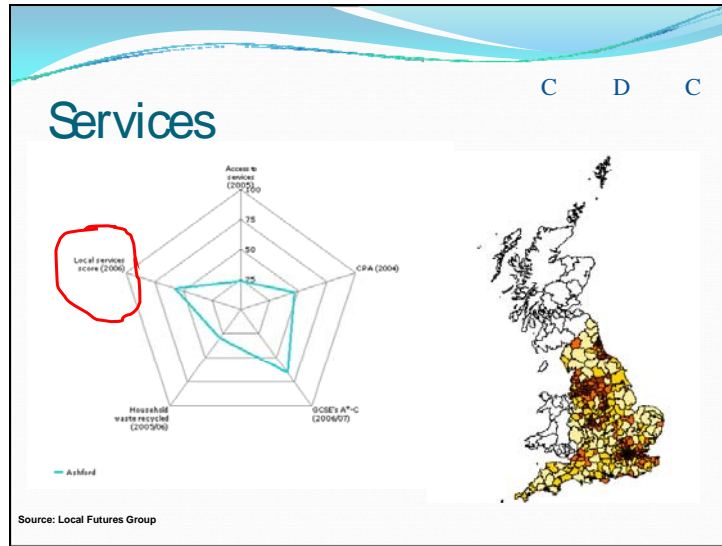 C D C
Services
Access to
services
(2005)
100
75
50
25
Local services
score (2006)
CPA (2004)
Household
waste recycled
(2005/06)
GCSE's A*-C
(2006/07)
Ashford
Source: Local Futures Group